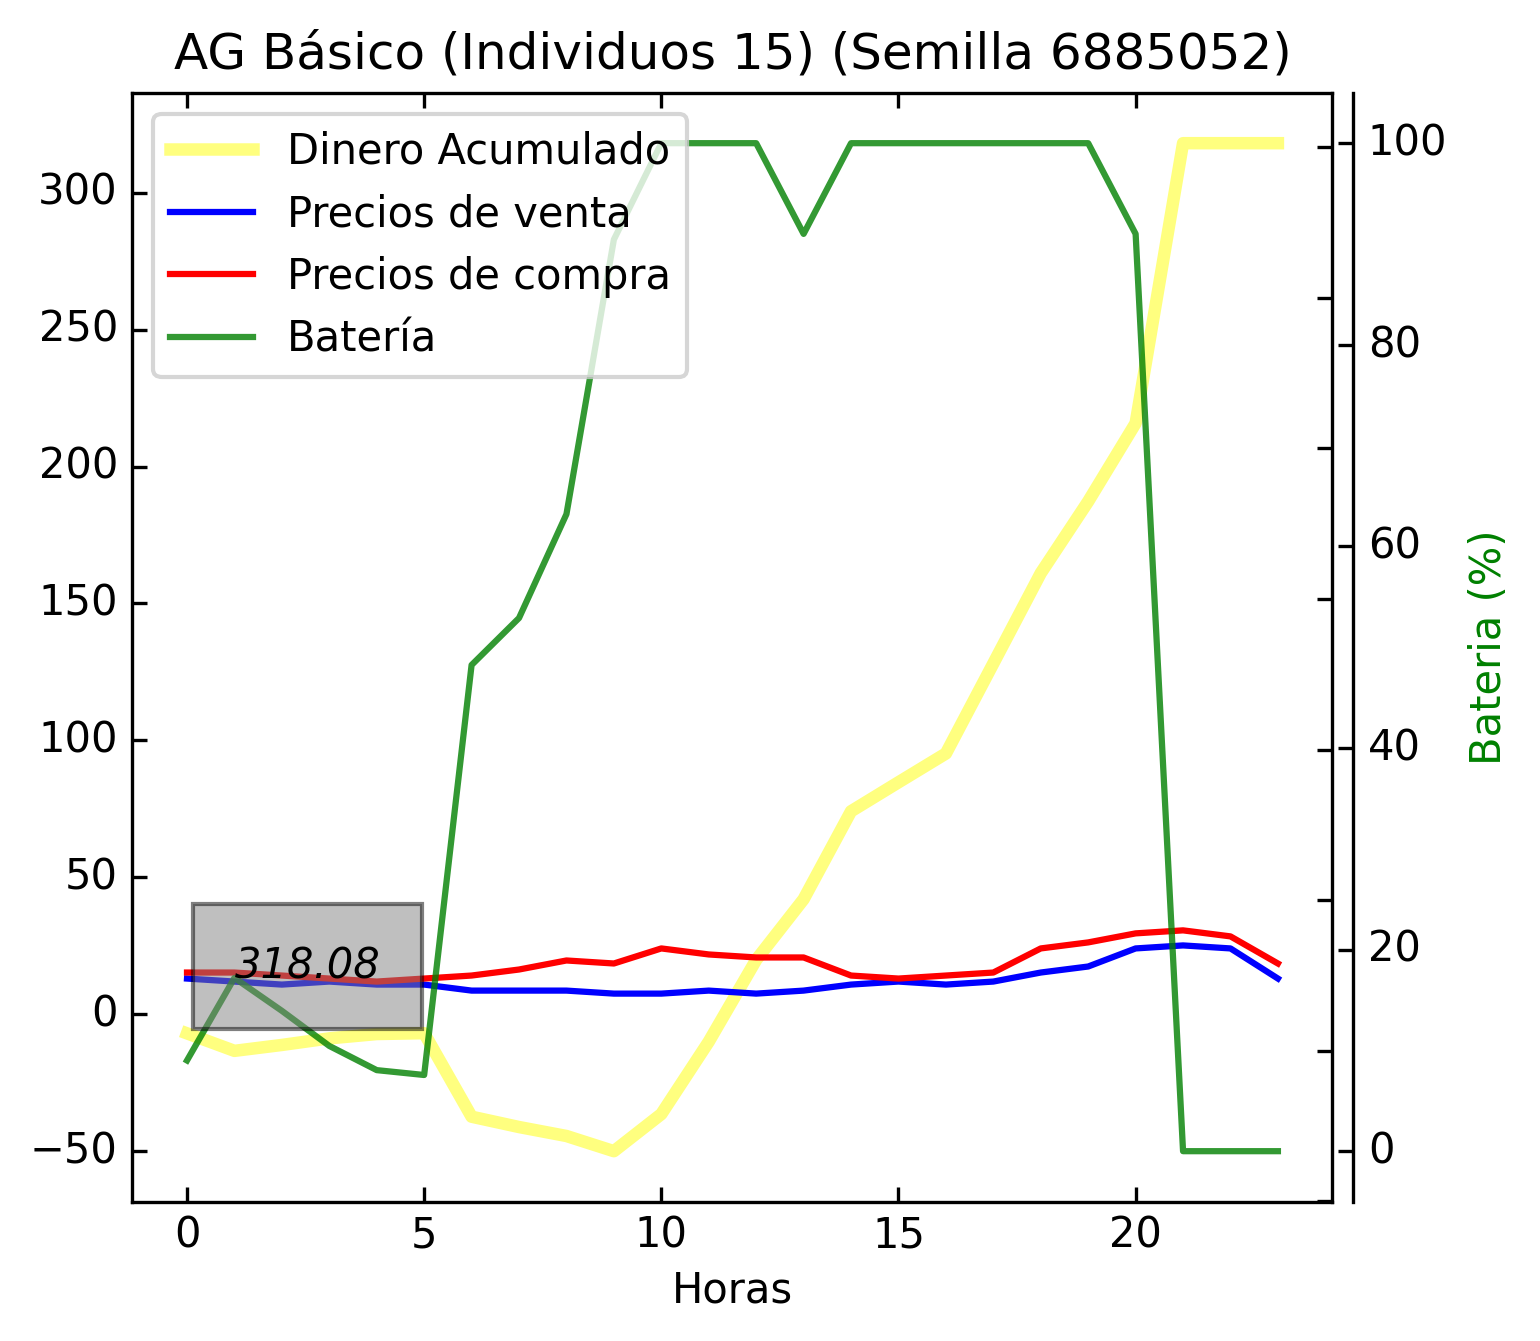 AG Básico (Individuos 15) (Semilla 6885052)
Dinero Acumulado
Precios de venta
Precios de compra
Batería
300
250
200
150
100
50
0
−50
318.08
100
80
60
40
20
0
Bateria (%)
0 5 10 15 20
Horas